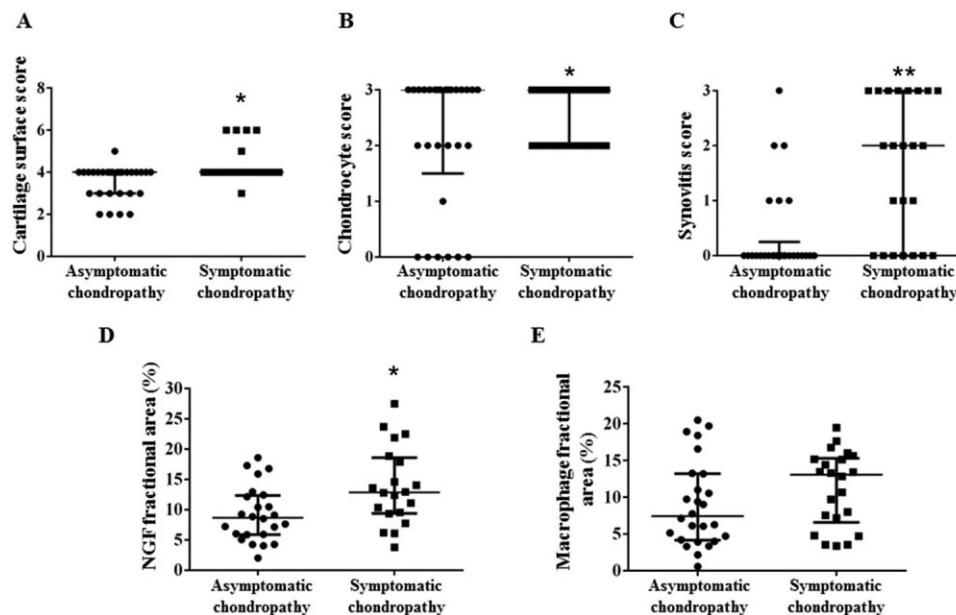 A
Cartilage surface score
8
6
4
2
0
*
Asymptomatic
chondropathy
Symptomatic
chondropathy
B
Chondrocyte score
3
2
1
0
*
Asymptomatic
chondropathy
Symptomatic
chondropathy
C
Synovitis score
3
2
1
0
**
Asymptomatic
chondropathy
Symptomatic
chondropathy
D
NGF fractional area (%)
30
25
20
15
10
5
0
*
Asymptomatic
chondropathy
Symptomatic
chondropathy
E
Macrophage fractional
area (%)
25
20
15
10
5
0
Asymptomatic
chondropathy
Symptomatic
chondropathy